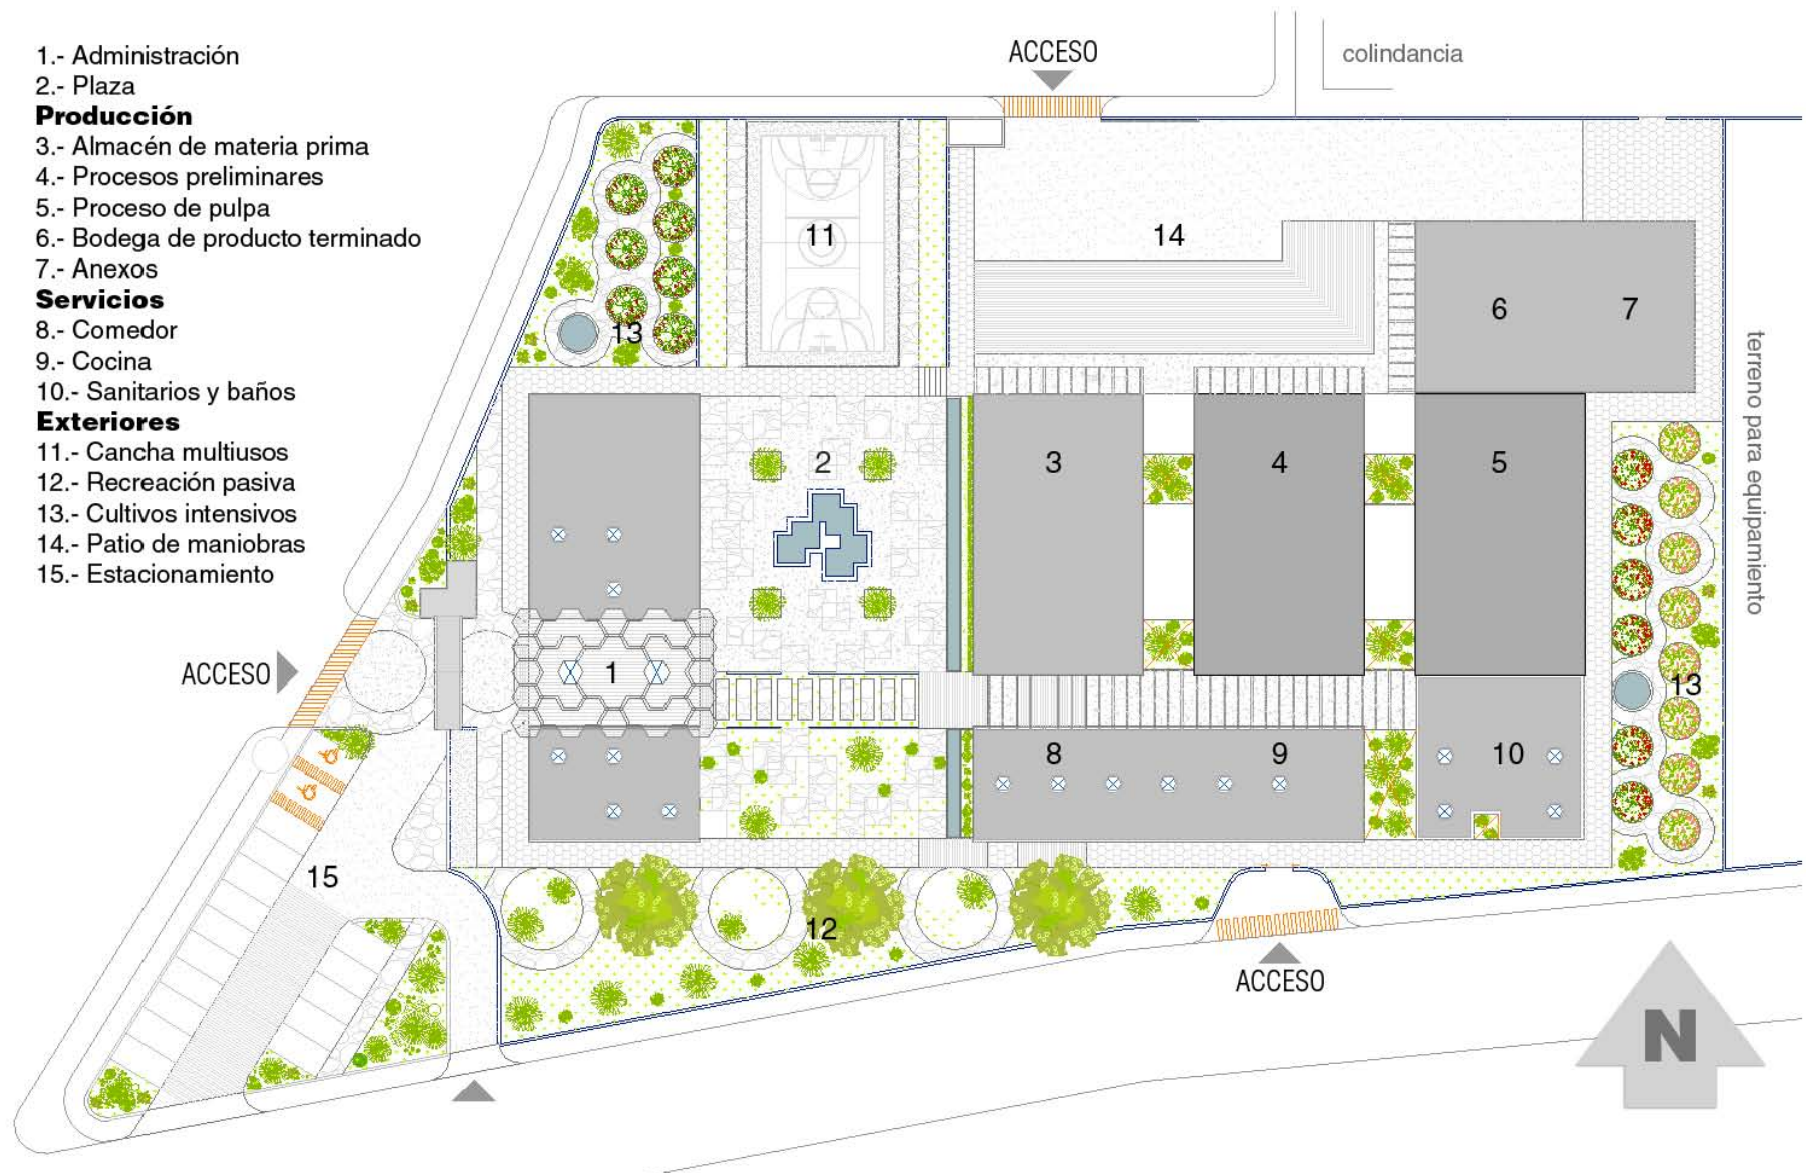 1.- Administración
2.- Plaza
Producción
3.- Almacén de materia prima
4.- Procesos preliminares
5.- Proceso de pulpa
6.- Bodega de producto terminado
7.- Anexos
Servicios
8.- Comedor
9.- Cocina
10.- Sanitarios y baños
Exteriores
11.- Cancha multiusos
12.- Recreación pasiva
13.- Cultivos intensivos
14.- Patio de maniobras
15.- Estacionamiento
ACCESO
colindancia
11
14
13
6
7
terreno para equipamiento
2
3
4
5
ACCESO
1
13
8
9
10
15
12
ACCESO
N